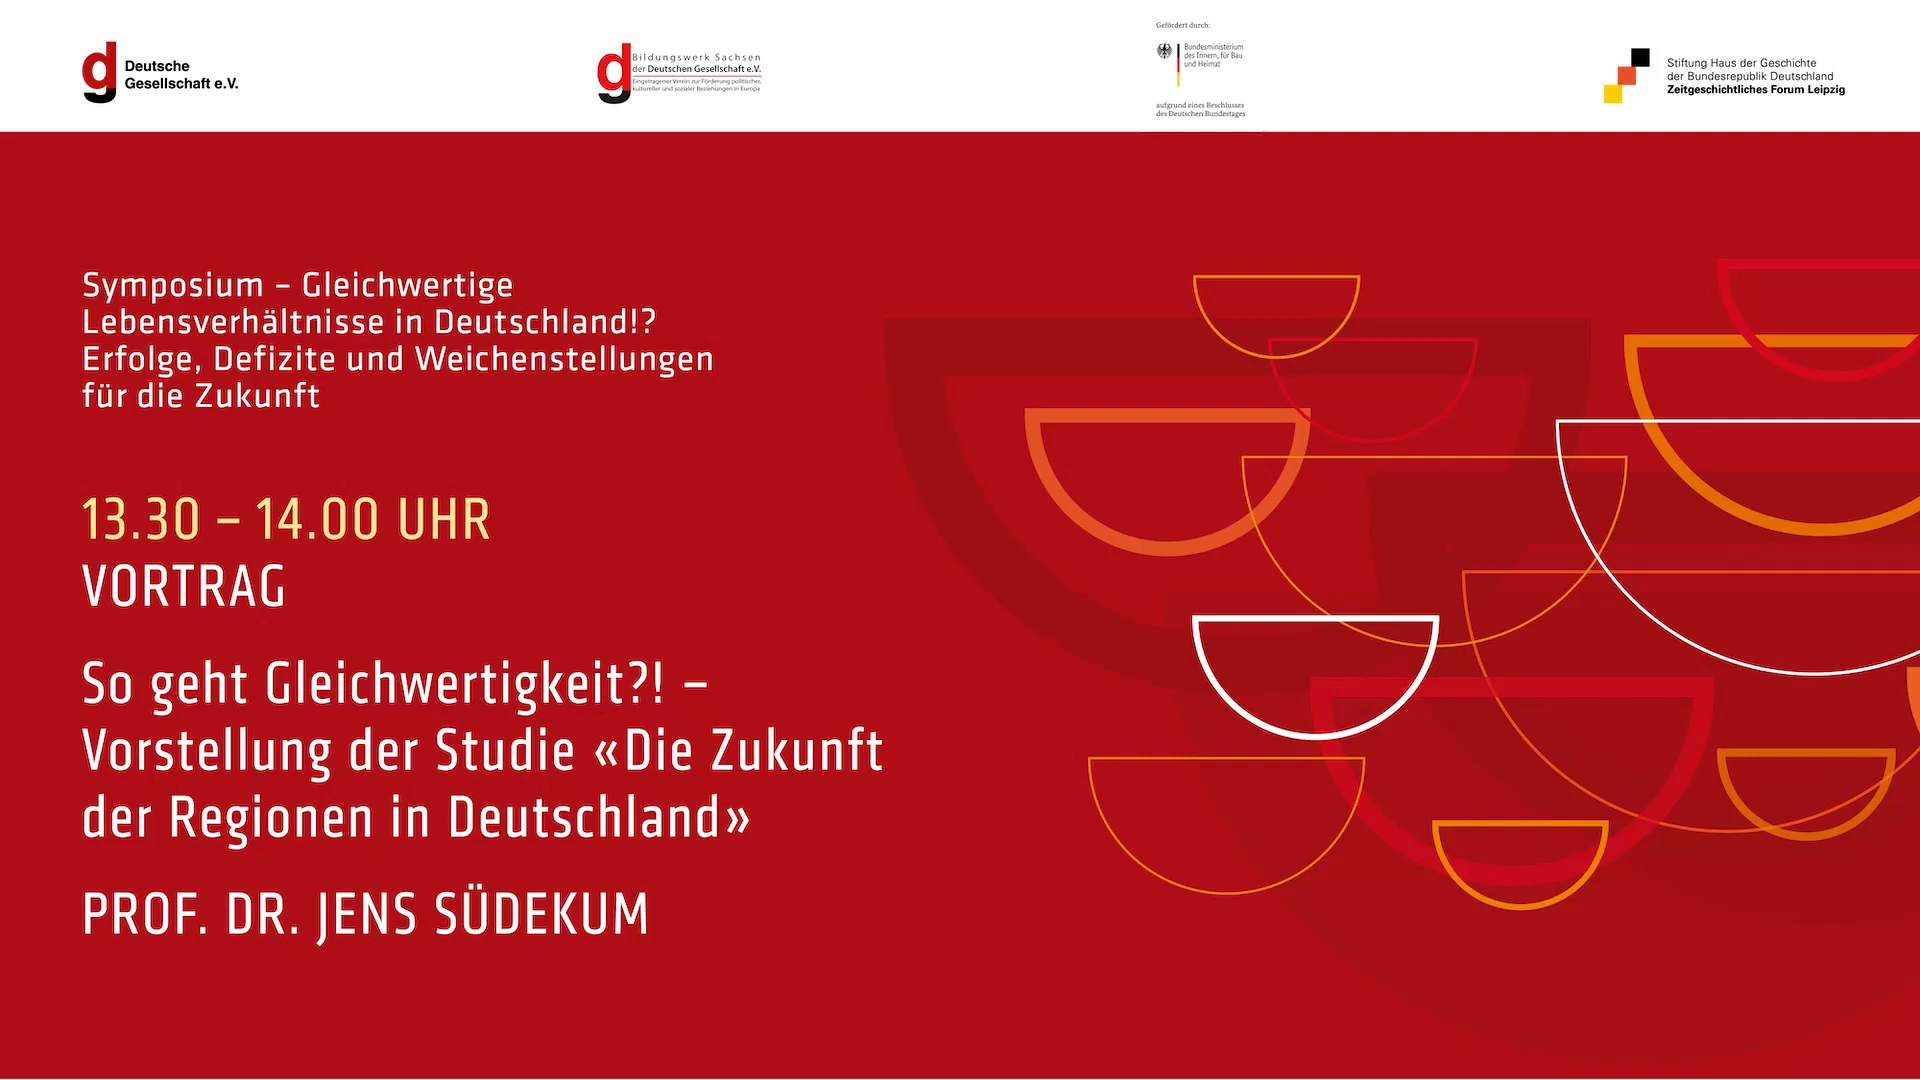 Deutsche
Gesellschaft e.V.
Bildungswerk Sachsen
der Deutschen Gesellschaft e.V.
Eingetragener Verein zur Förderung politischer,
kultureller und sozialer Beziehungen in Europa
Gefördert durch:
Bundesministerium
des Innern, für Bau
und Heimat
aufgrund eines Beschlusses
des Deutschen Bundestages
Stiftung Haus der Geschichte
der Bundesrepublik Deutschland
Zeitgeschichtliches Forum Leipzig
Symposium – Gleichwertige
Lebensverhältnisse in Deutschland!?
Erfolge, Defizite und Weichenstellungen
für die Zukunft
13.30 – 14.00 UHR
VORTRAG
So geht Gleichwertigkeit?! –
Vorstellung der Studie «Die Zukunft
der Regionen in Deutschland»
PROF. DR. JENS SÜDEKUM